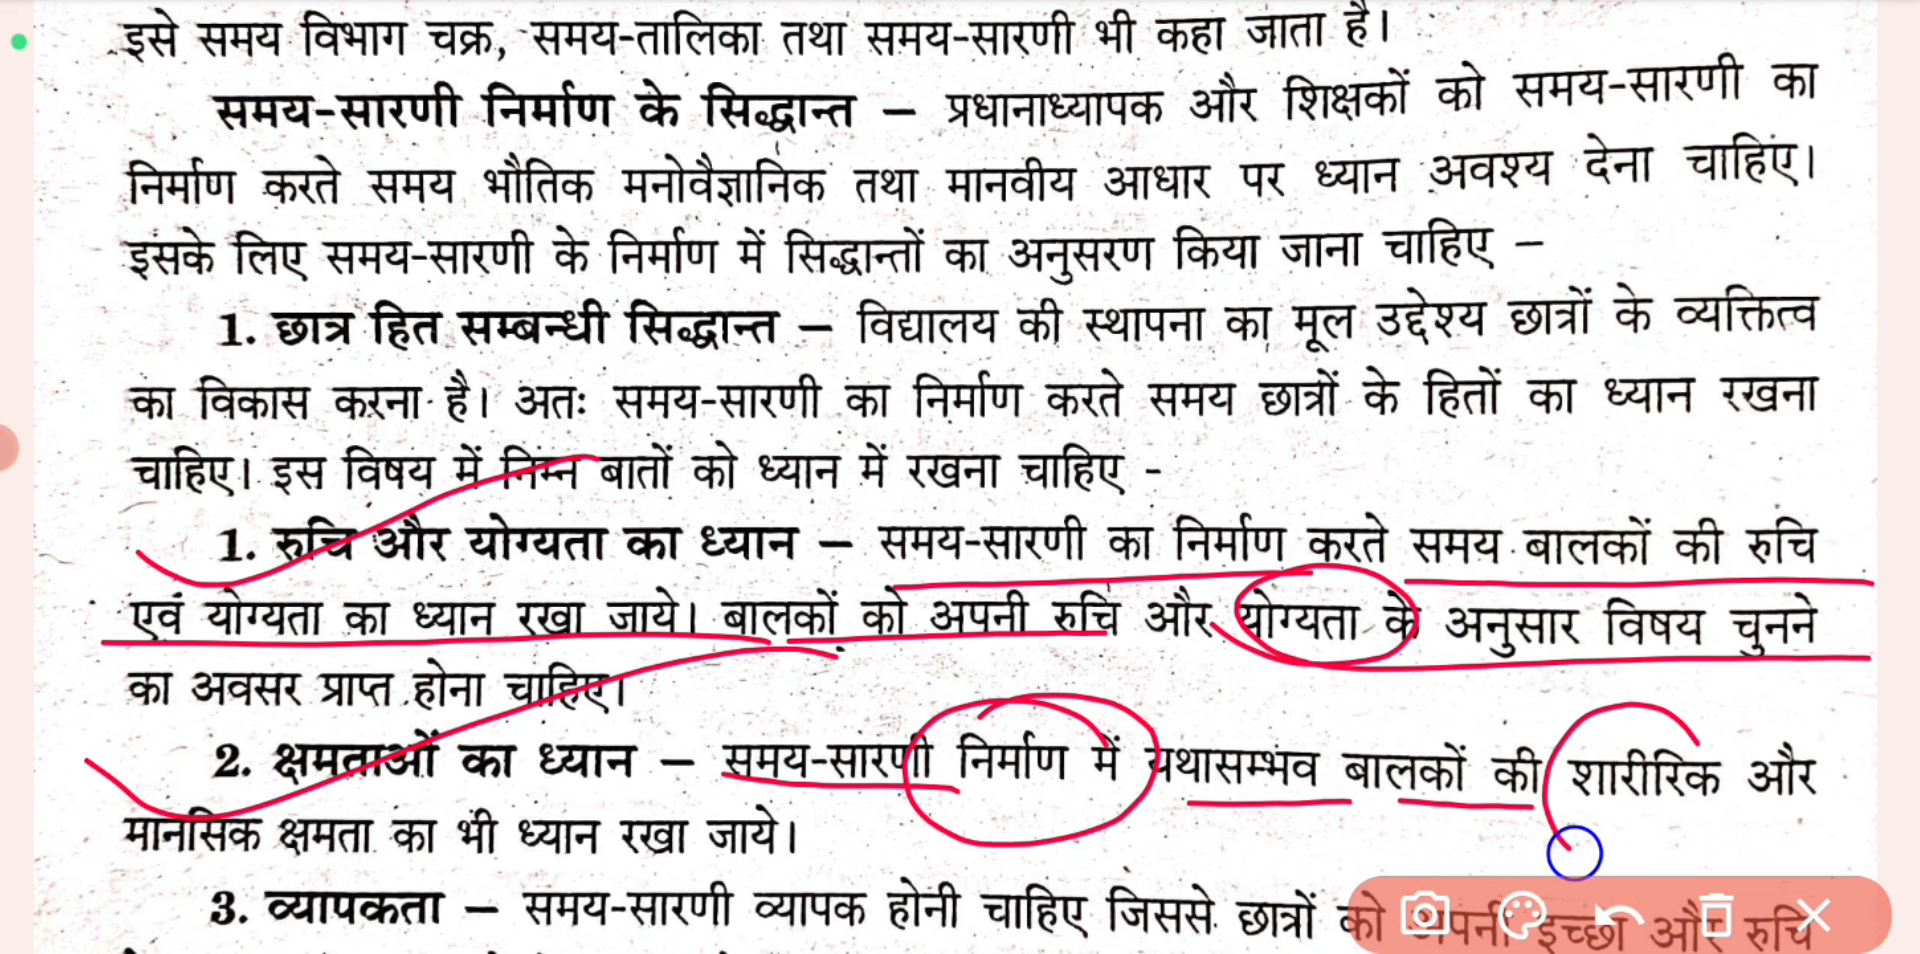 इसे समय विभाग चक्र, समय-तालिका तथा समय-सारणी भी कहा जाता है।
समय-सारणी निर्माण के सिद्धान्त – प्रधानाध्यापक और शिक्षकों को समय-सारणी का
निर्माण करते समय भौतिक मनोवैज्ञानिक तथा मानवीय आधार पर ध्यान अवश्य देना चाहिए।
इसके लिए समय-सारणी के निर्माण में सिद्धान्तों का अनुसरण किया जाना चाहिए –
1. छात्र हित सम्बन्धी सिद्धान्त – विद्यालय की स्थापना का मूल उद्देश्य छात्रों के व्यक्तित्व
का विकास करना है। अतः समय-सारणी का निर्माण करते समय छात्रों के हितों का ध्यान रखना
चाहिए। इस विषय में निम्न बातों को ध्यान में रखना चाहिए -
1. रुचि और योग्यता का ध्यान – समय-सारणी का निर्माण करते समय बालकों की रुचि
एवं योग्यता का ध्यान रखा जाये। बालकों को अपनी रुचि और योग्यता के अनुसार विषय चुनने
का अवसर प्राप्त होना चाहिए।
2. क्षमताओं का ध्यान – समय-सारणी निर्माण में यथासम्भव बालकों की शारीरिक और
मानसिक क्षमता का भी ध्यान रखा जाये।
3. व्यापकता – समय-सारणी व्यापक होनी चाहिए जिससे छात्रों को अपनी इच्छा और रुचि